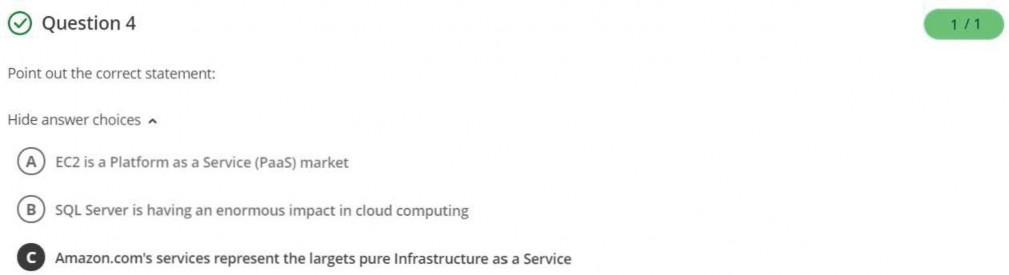 Question 4
1 / 1
Point out the correct statement:
Hide answer choices
A EC2 is a Platform as a Service (PaaS) market
B SQL Server is having an enormous impact in cloud computing
C Amazon.com's services represent the largets pure Infrastructure as a Service